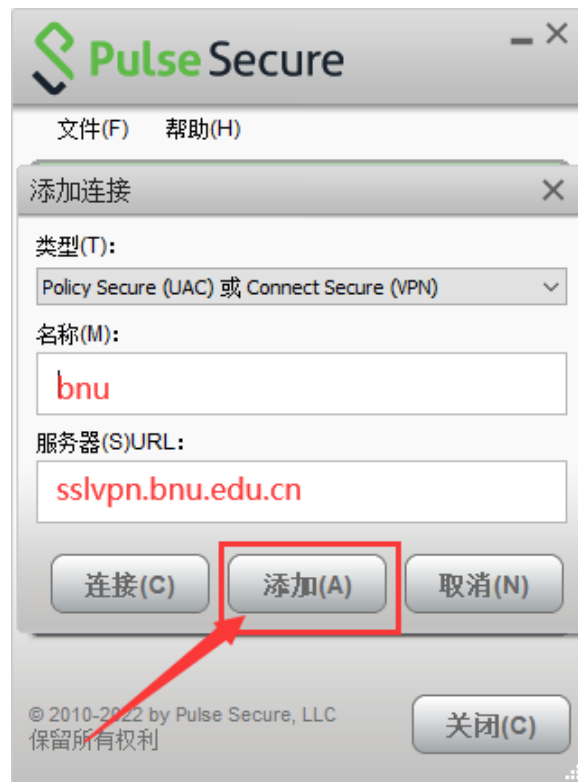 Pulse Secure
文件(F) 帮助(H)
添加连接
类型(T):
Policy Secure (UAC) 或 Connect Secure (VPN)
名称(M):
bnu
服务器(S)URL:
sslvpn.bnu.edu.cn
连接(C) 添加(A) 取消(N)
© 2010-2022 by Pulse Secure, LLC
保留所有权利
关闭(C)